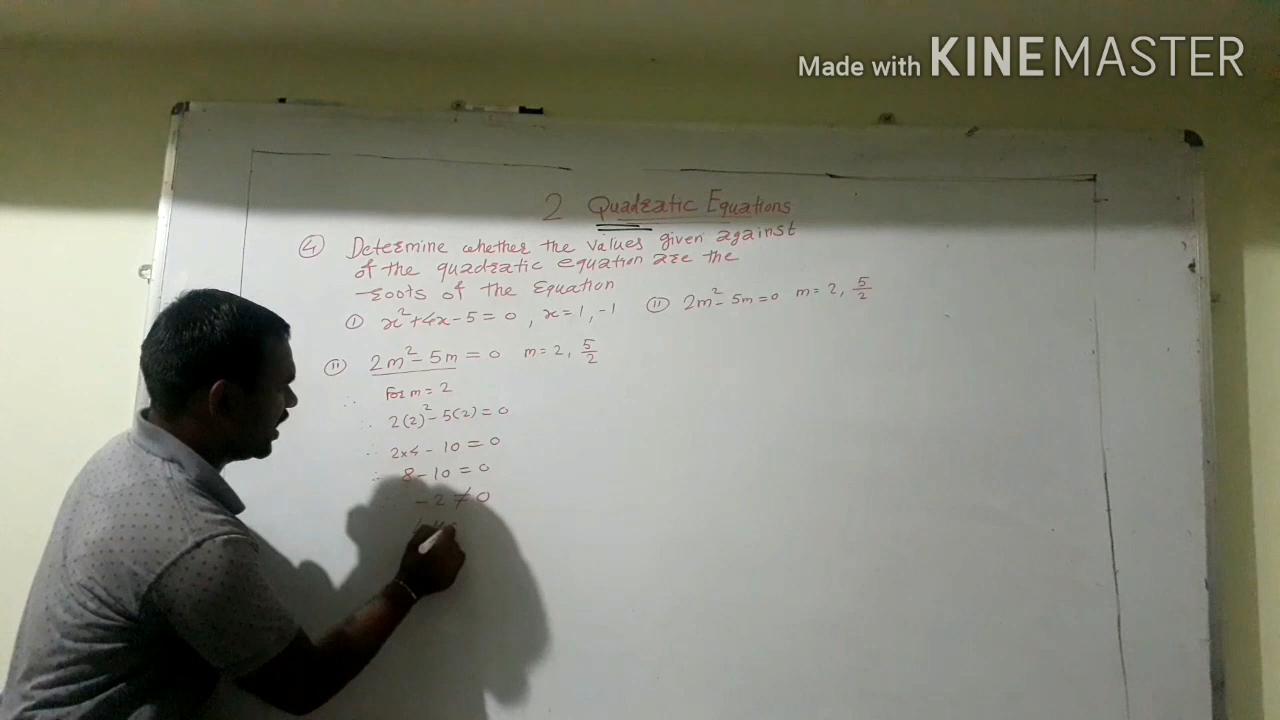 Made with KINEMASTER
2 Quadratic Equations
④ Determine whether the values given against
of the quadratic equation are the
roots of the Equation
① x²+4x-5=0, x=1,-1 ⑪ 2m²-5m=0 m=2, 5/2
⑪ 2m²-5m=0 m=2, 5/2
∴ For m=2
∴ 2(2)²-5(2)=0
∴ 2×4-10=0
∴ 8-10=0
-2≠0